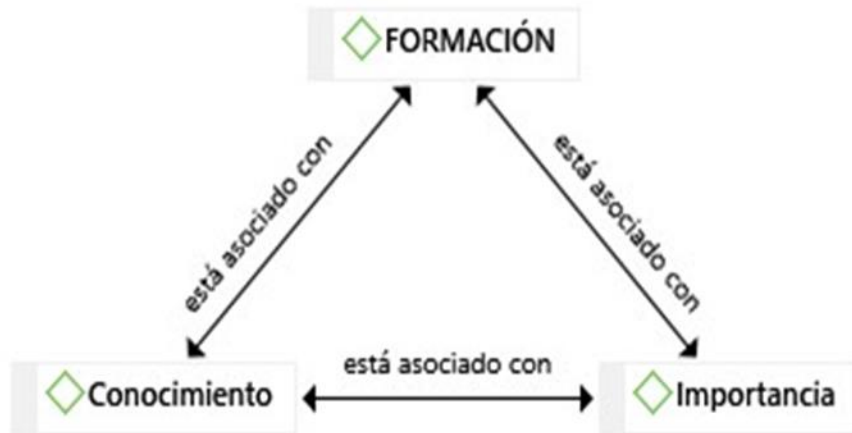 FORMACIÓN
está asociado con
está asociado con
está asociado con
Conocimiento
Importancia